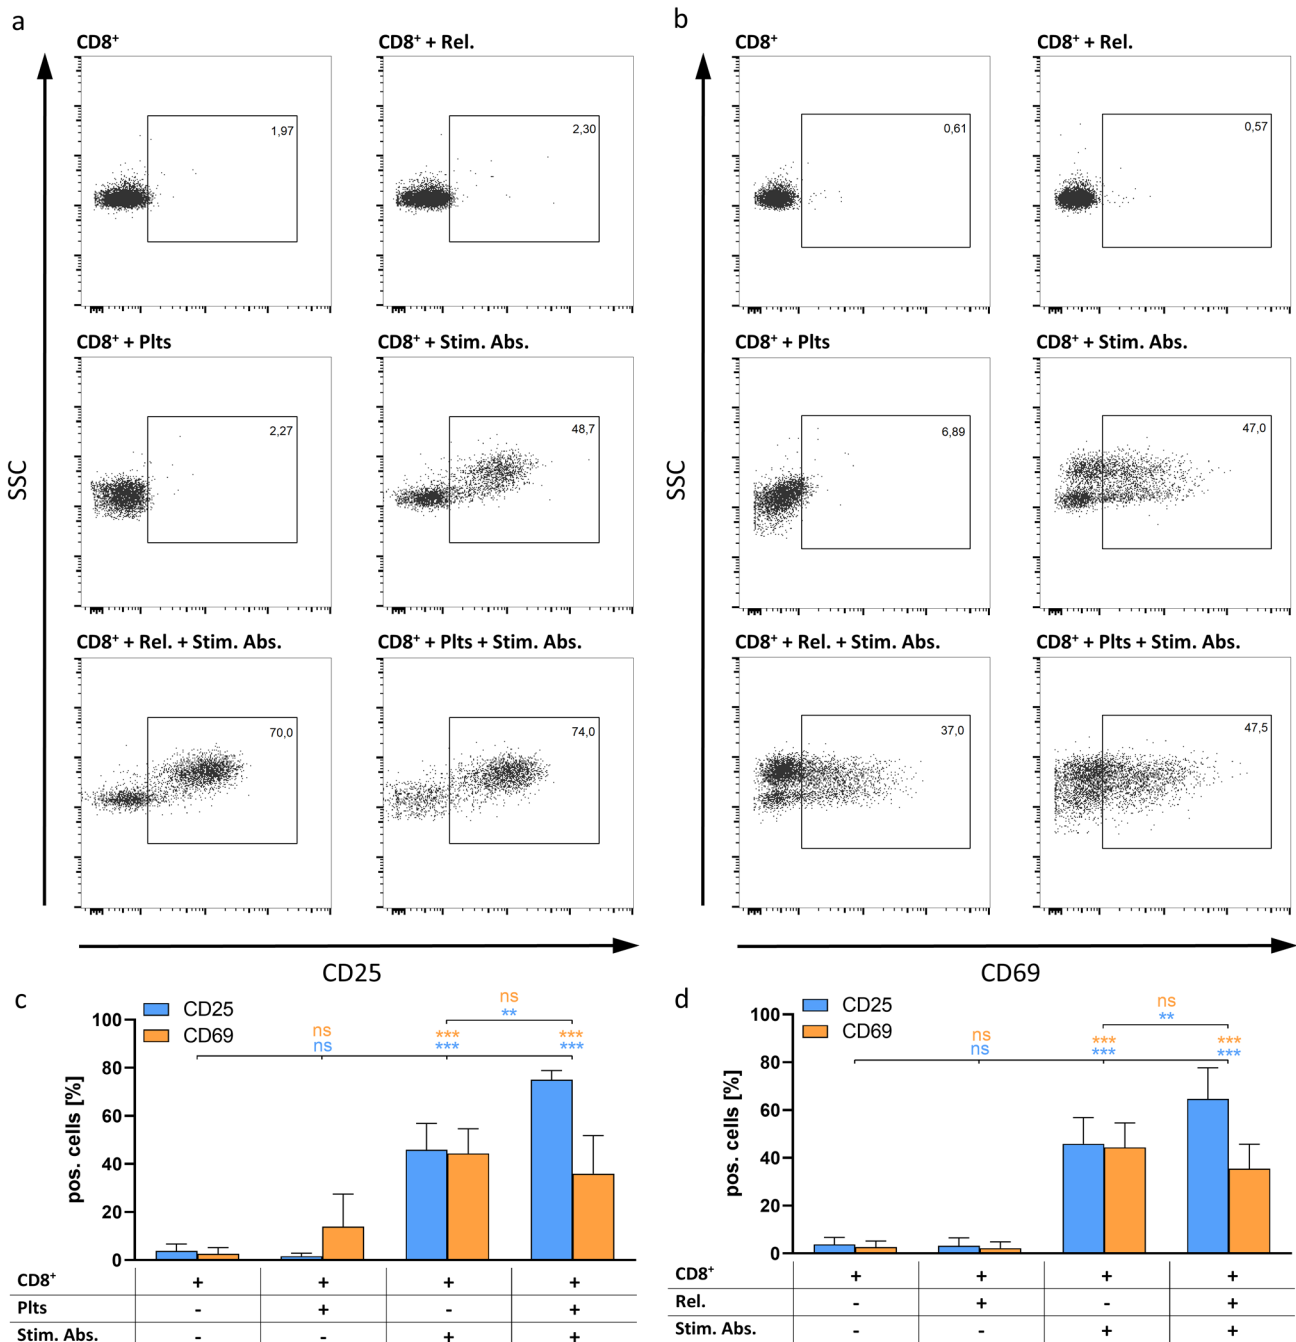 a
CD8⁺
CD8⁺ + Rel.
1,97
2,30
CD8⁺ + Plts
CD8⁺ + Stim. Abs.
2,27
48,7
CD8⁺ + Rel. + Stim. Abs.
CD8⁺ + Plts + Stim. Abs.
70,0
74,0
SSC
CD25
b
CD8⁺
CD8⁺ + Rel.
0,61
0,57
CD8⁺ + Plts
CD8⁺ + Stim. Abs.
6,89
47,0
CD8⁺ + Rel. + Stim. Abs.
CD8⁺ + Plts + Stim. Abs.
37,0
47,5
SSC
CD69
c
CD25
CD69
ns
**
ns
ns
***
***
***
***
pos. cells [%]
100
80
60
40
20
0
CD8⁺ + + + +
Plts - + - +
Stim. Abs. - - + +
d
CD25
CD69
ns
**
ns
ns
***
***
***
***
pos. cells [%]
100
80
60
40
20
0
CD8⁺ + + + +
Rel. - + - +
Stim. Abs. - - + +